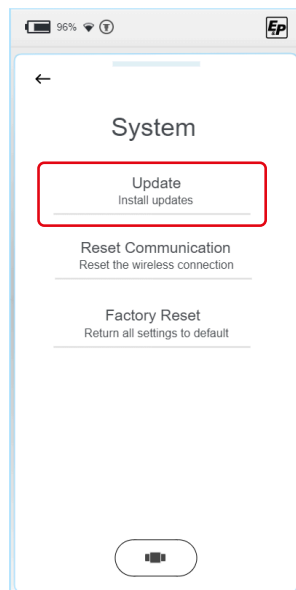 96%
EP
System
Update
Install updates
Reset Communication
Reset the wireless connection
Factory Reset
Return all settings to default